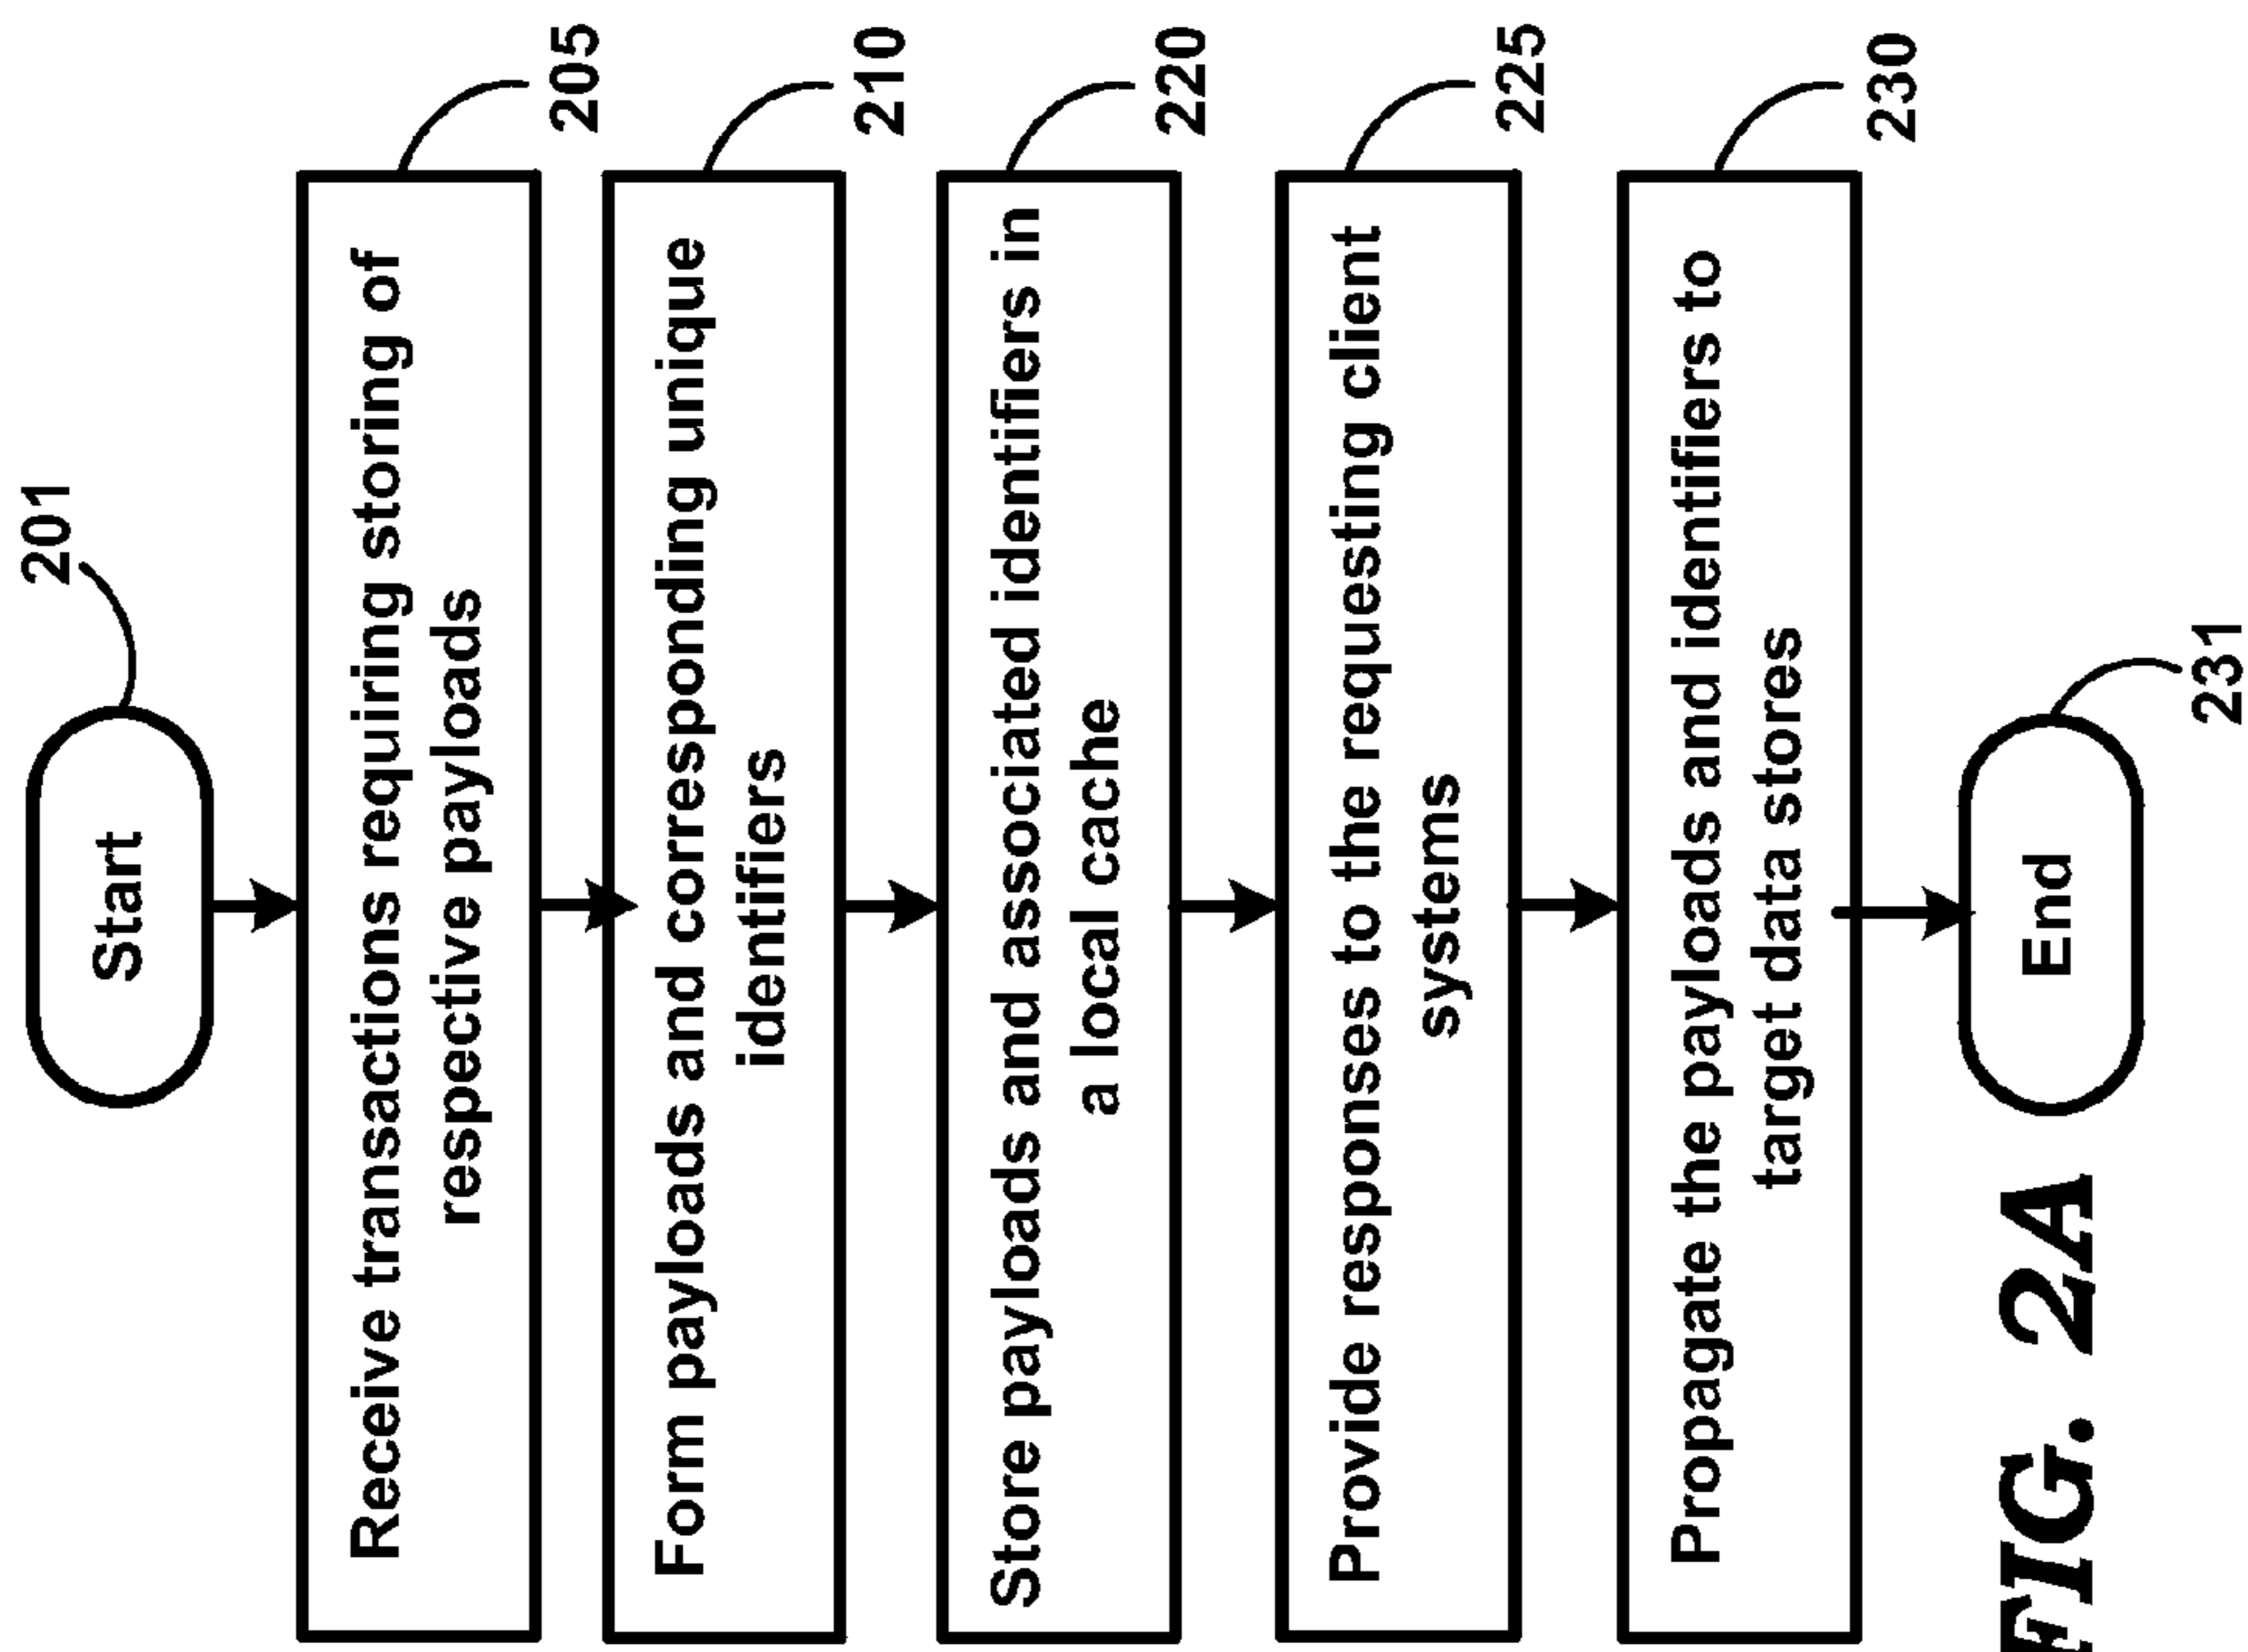 201
Start
Receive transactions requiring storing of
respective payloads
205
Form payloads and corresponding unique
identifiers
210
Store payloads and associated identifiers in
a local cache
220
Provide responses to the requesting client
systems
225
Propagate the payloads and identifiers to
target data stores
230
End
231
FIG. 2A